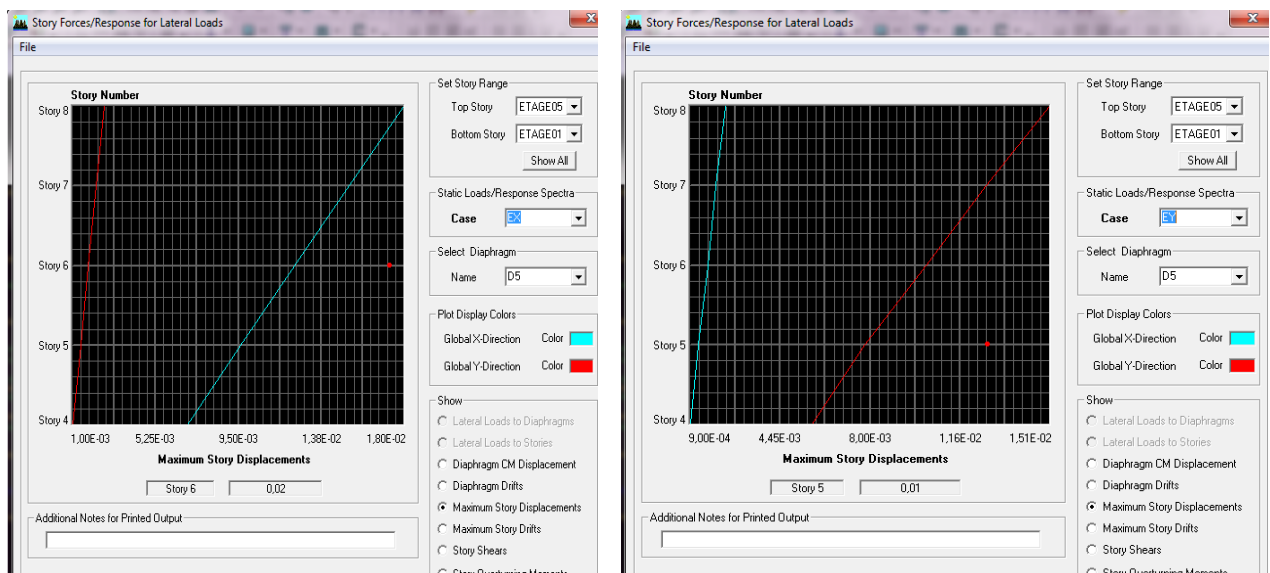 Story Forces/Response for Lateral Loads
File
Story Number
Story 8
Story 7
Story 6
Story 5
Story 4
1,00E-03 5,25E-03 9,50E-03 1,38E-02 1,80E-02
Maximum Story Displacements
Story 6 0,02
Additional Notes for Printed Output
Set Story Range
Top Story ETAGE05
Bottom Story ETAGE01
Show All
Static Loads/Response Spectra
Case EX
Select Diaphragm
Name D5
Plot Display Colors
Global X-Direction Color
Global Y-Direction Color
Show
Lateral Loads to Diaphragms
Lateral Loads to Stories
Diaphragm CM Displacement
Diaphragm Drifts
Maximum Story Displacements
Maximum Story Drifts
Story Shears
Story Overturning Moments
Story Forces/Response for Lateral Loads
File
Story Number
Story 8
Story 7
Story 6
Story 5
Story 4
9,00E-04 4,45E-03 8,00E-03 1,16E-02 1,51E-02
Maximum Story Displacements
Story 5 0,01
Additional Notes for Printed Output
Set Story Range
Top Story ETAGE05
Bottom Story ETAGE01
Show All
Static Loads/Response Spectra
Case EY
Select Diaphragm
Name D5
Plot Display Colors
Global X-Direction Color
Global Y-Direction Color
Show
Lateral Loads to Diaphragms
Lateral Loads to Stories
Diaphragm CM Displacement
Diaphragm Drifts
Maximum Story Displacements
Maximum Story Drifts
Story Shears
Story Overturning Moments